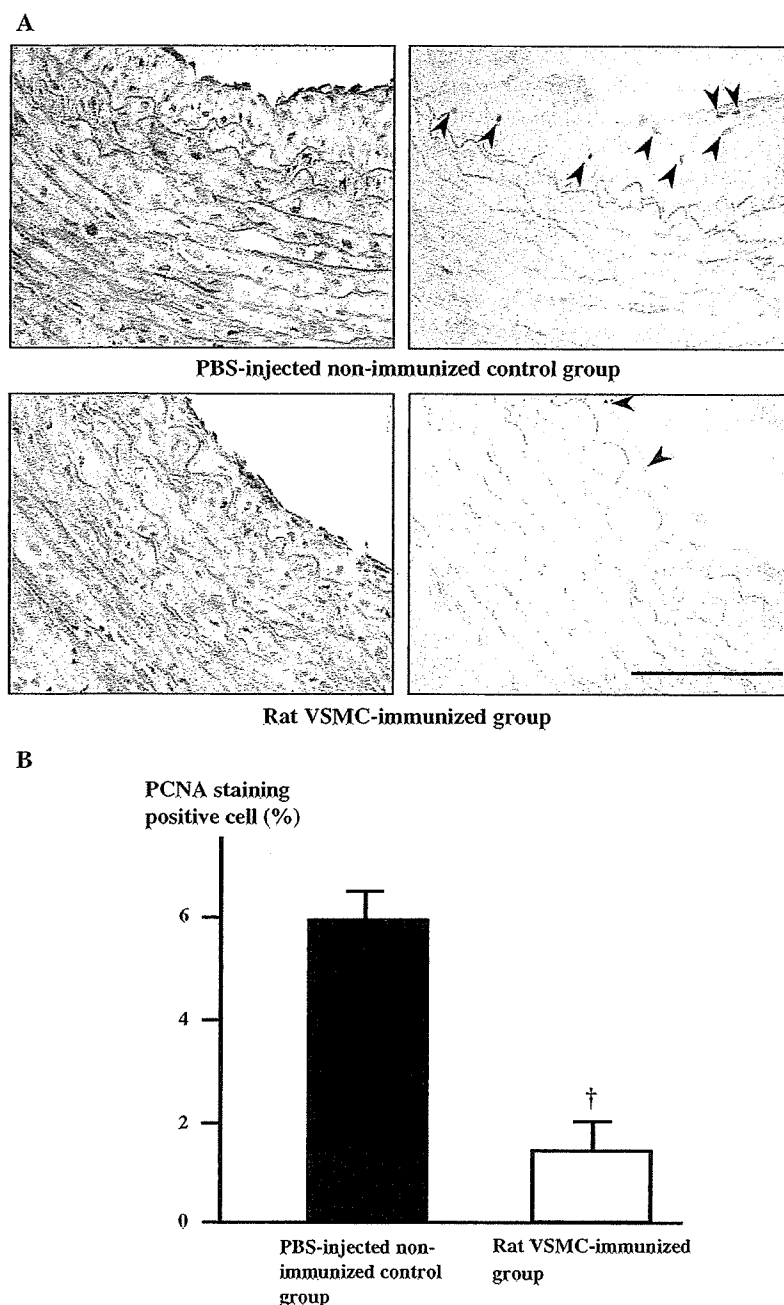 A
PBS-injected non-immunized control group
Rat VSMC-immunized group
B
PCNA staining
positive cell (%)
6
4
2
0
†
PBS-injected non-
immunized control
group
Rat VSMC-immunized
group